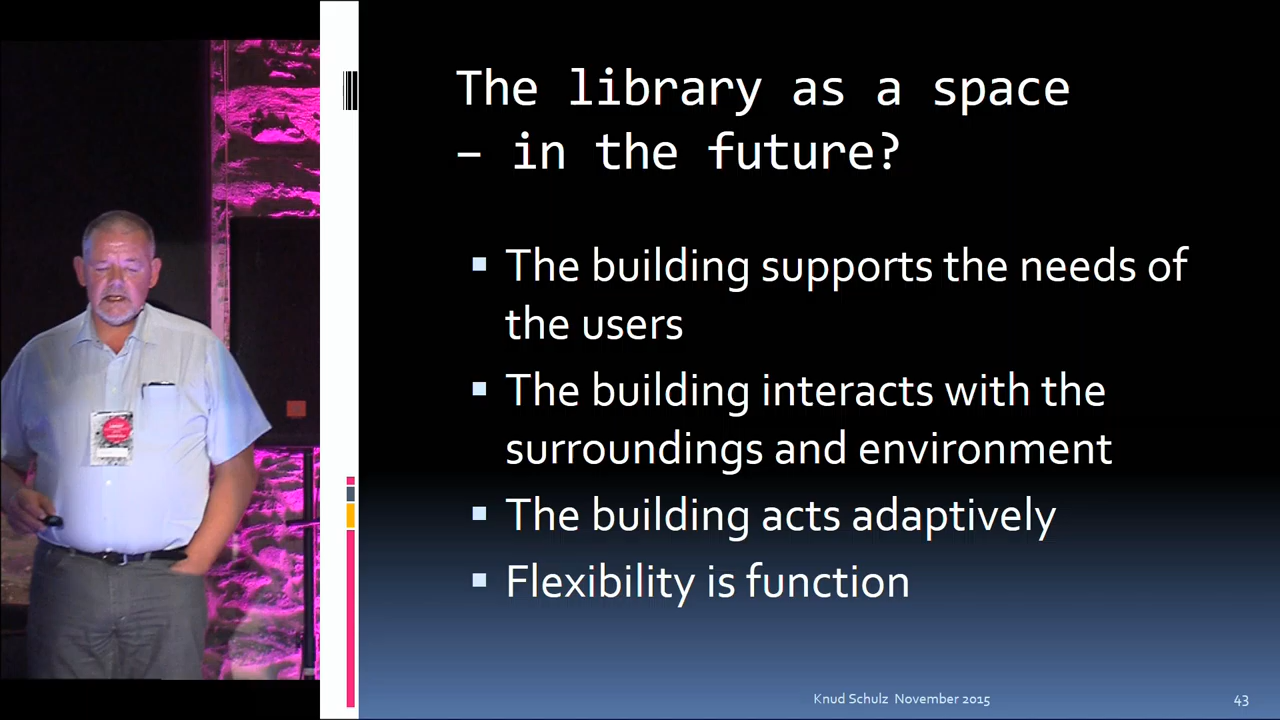 The library as a space
– in the future?
The building supports the needs of
the users
The building interacts with the
surroundings and environment
The building acts adaptively
Flexibility is function
Knud Schulz November 2015
43